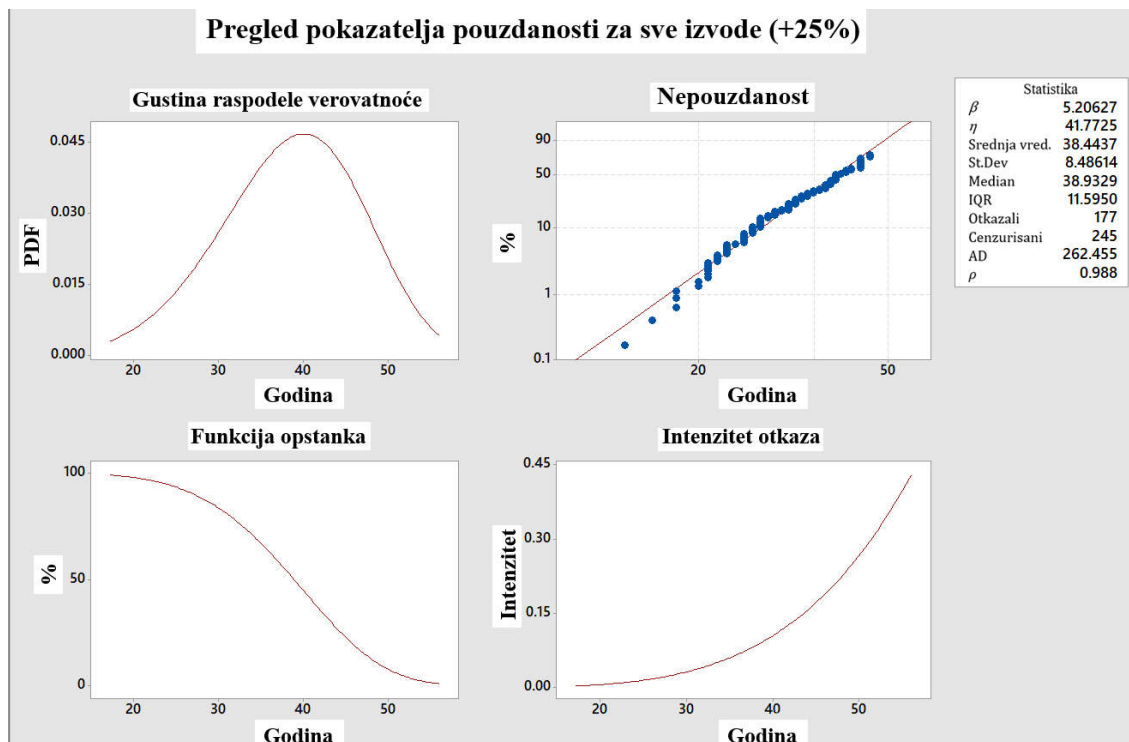 Pregled pokazatelja pouzdanosti za sve izvode (+25%)
Gustina raspodele verovatnoće
0.045
0.030
0.015
0.000
PDF
20 30 40 50
Godina
Nepouzdanost
90
50
10
1
0.1
%
20 50
Godina
Statistika
β 5.20627
η 41.7725
Srednja vred. 38.4437
St.Dev 8.48614
Median 38.9329
IQR 11.5950
Otkazali 177
Cenzurisani 245
AD 262.455
ρ 0.988
Funkcija opstanka
100
50
0
%
20 30 40 50
Godina
Intenzitet otkaza
0.45
0.30
0.15
0.00
Intenzitet
20 30 40 50
Godina